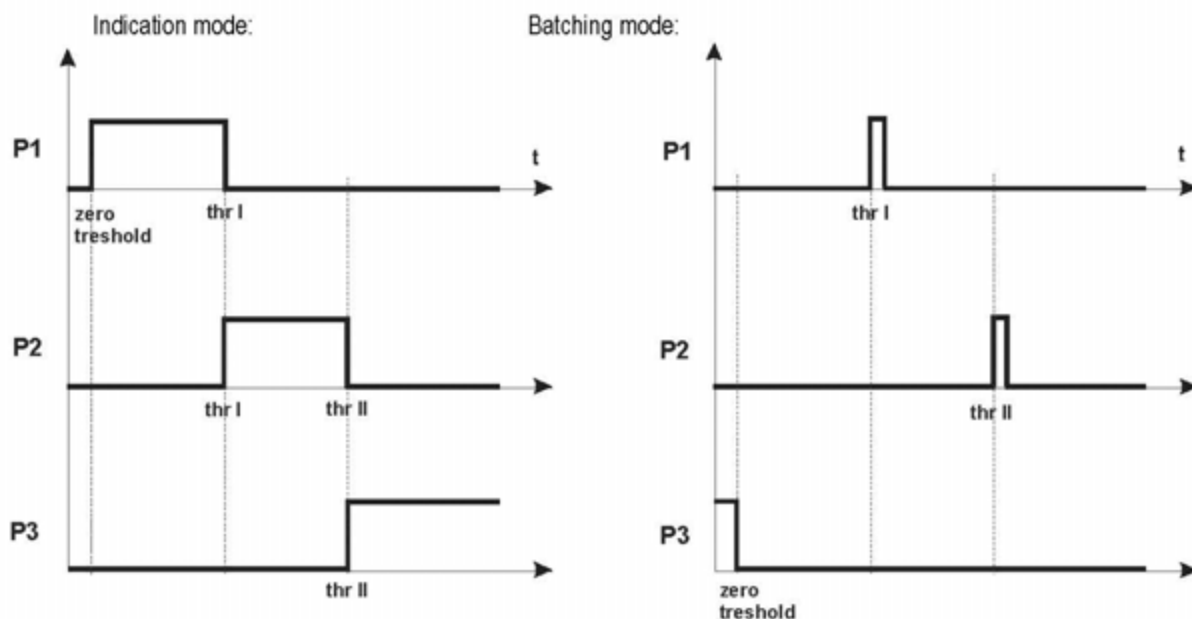 Indication mode:
Batching mode:
P1
t
zero
treshold
thr I
P2
thr I
thr II
P3
thr II
P1
t
thr I
P2
thr II
P3
zero
treshold